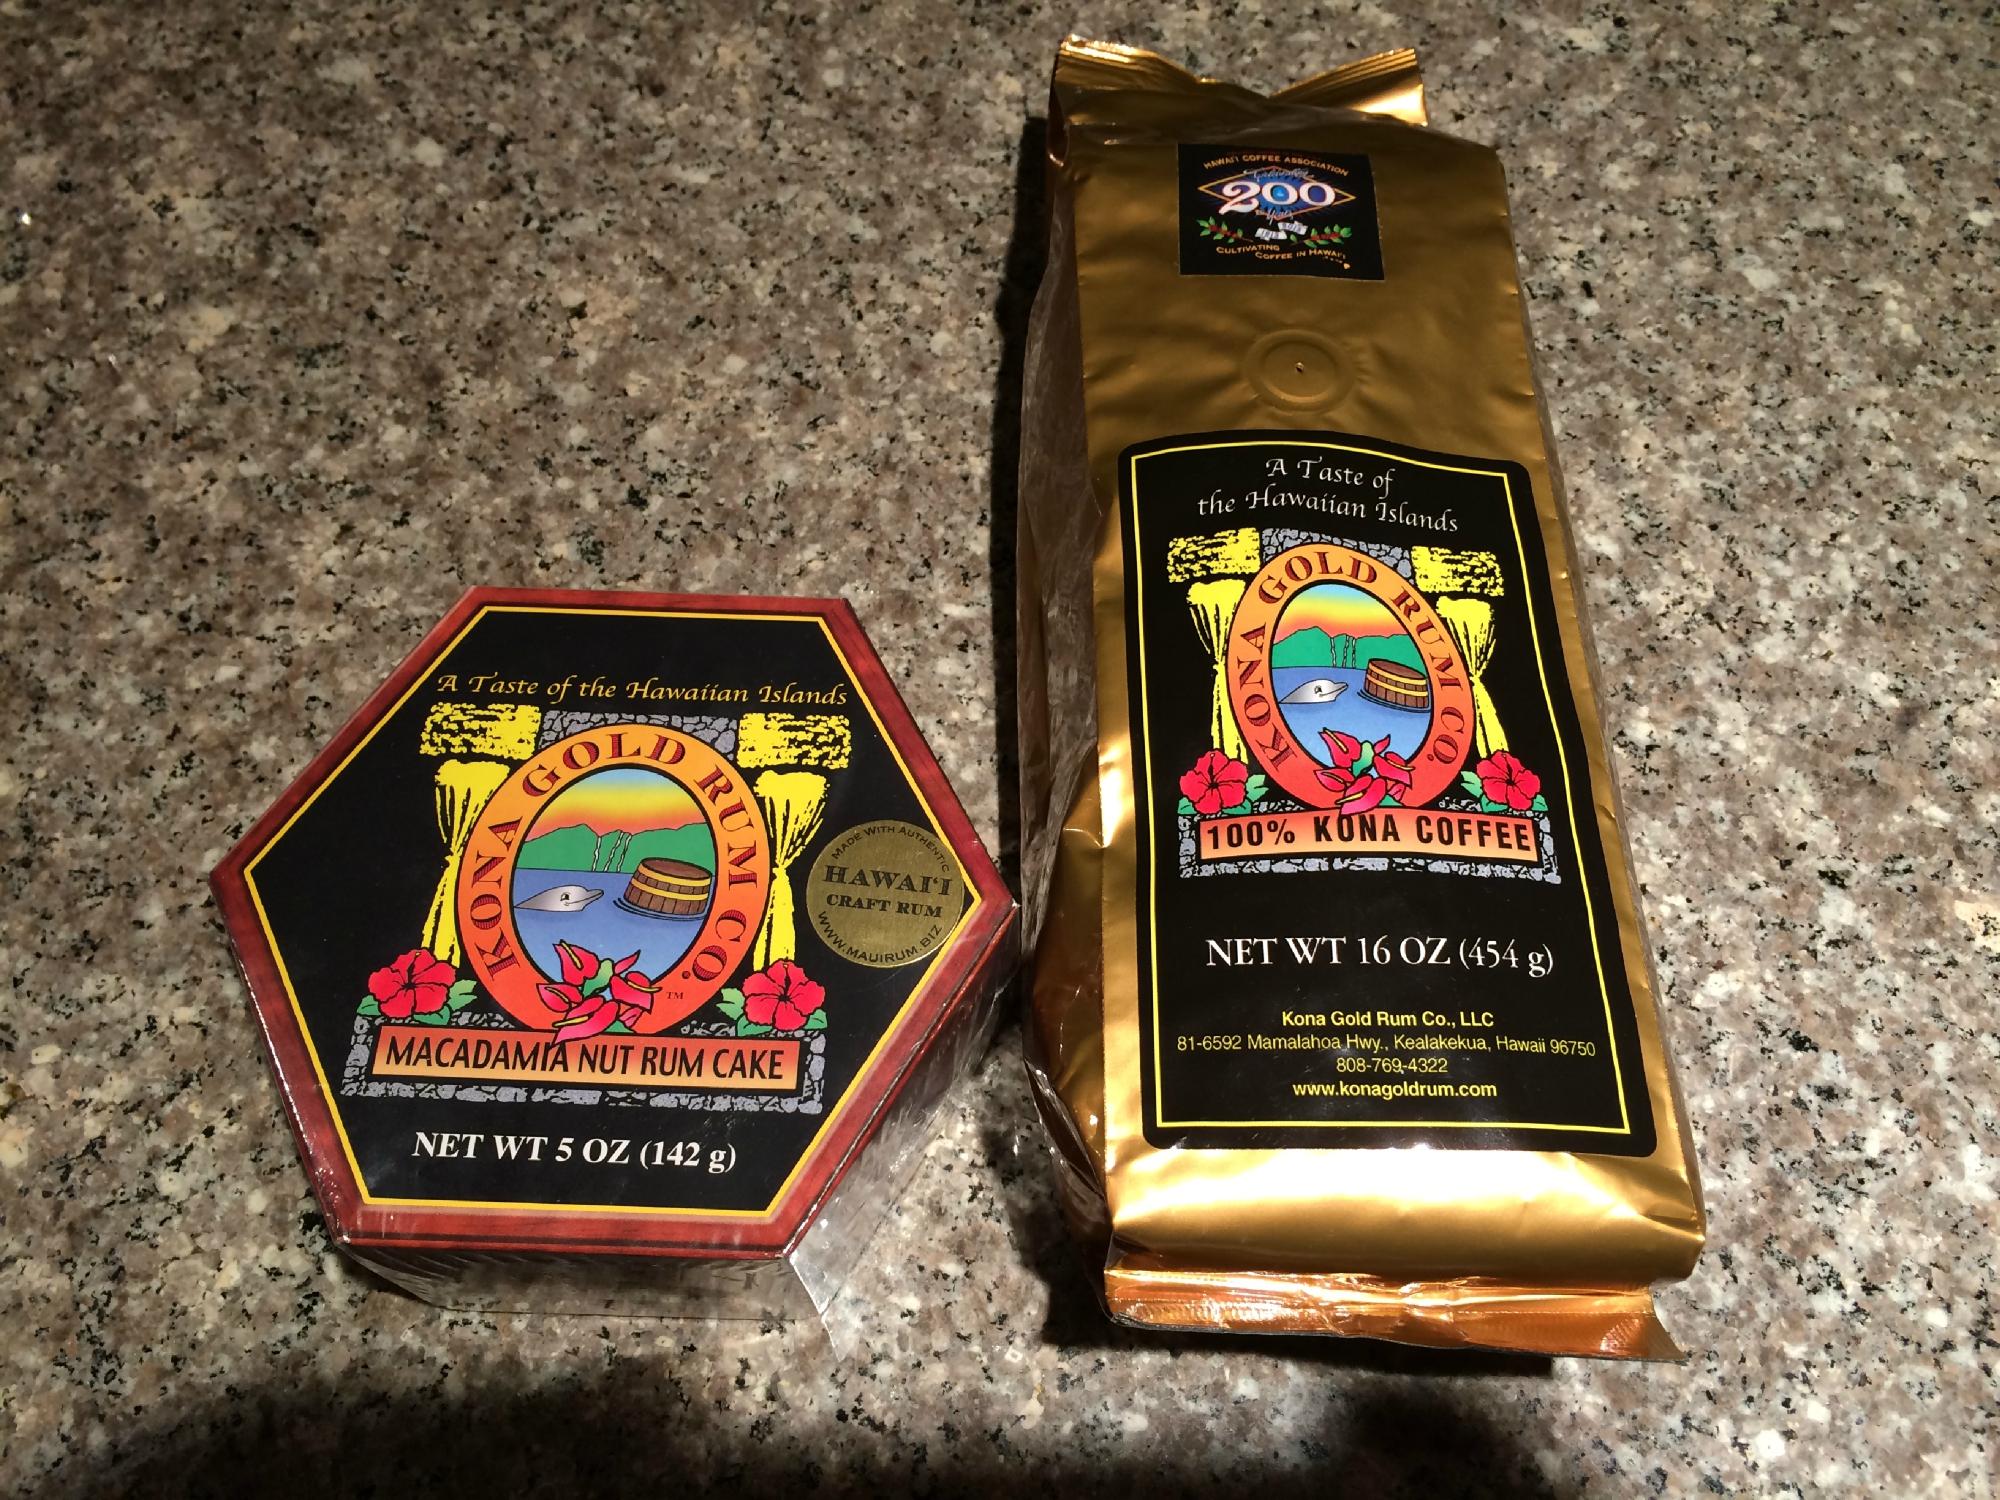 A Taste of the Hawaiian Islands
KONA GOLD RUM CO.
TM
MADE WITH AUTHENTIC
HAWAI'I
CRAFT RUM
WWW.MAUIRUM.BIZ
MACADAMIA NUT RUM CAKE
NET WT 5 OZ (142 g)
HAWAI'I COFFEE ASSOCIATION
200
Years
CULTIVATING
COFFEE IN HAWAI'I
A Taste of
the Hawaiian Islands
KONA GOLD RUM CO.
100% KONA COFFEE
NET WT 16 OZ (454 g)
Kona Gold Rum Co., LLC
81-6592 Mamalahoa Hwy., Kealakekua, Hawaii 96750
808-769-4322
www.konagoldrum.com